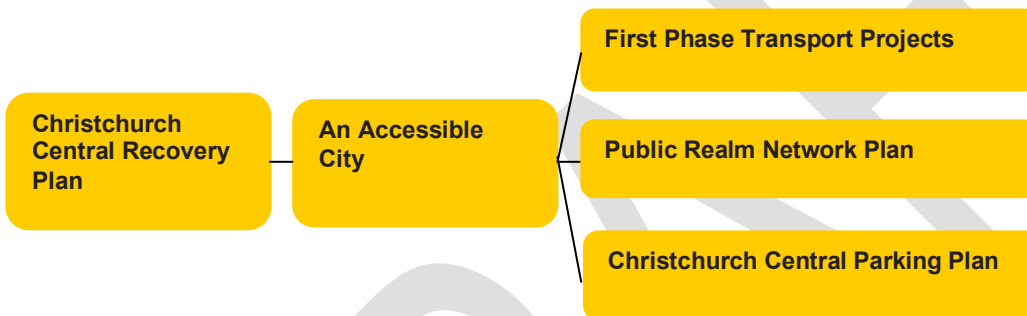 Christchurch
Central Recovery
Plan
An Accessible
City
First Phase Transport Projects
Public Realm Network Plan
Christchurch Central Parking Plan